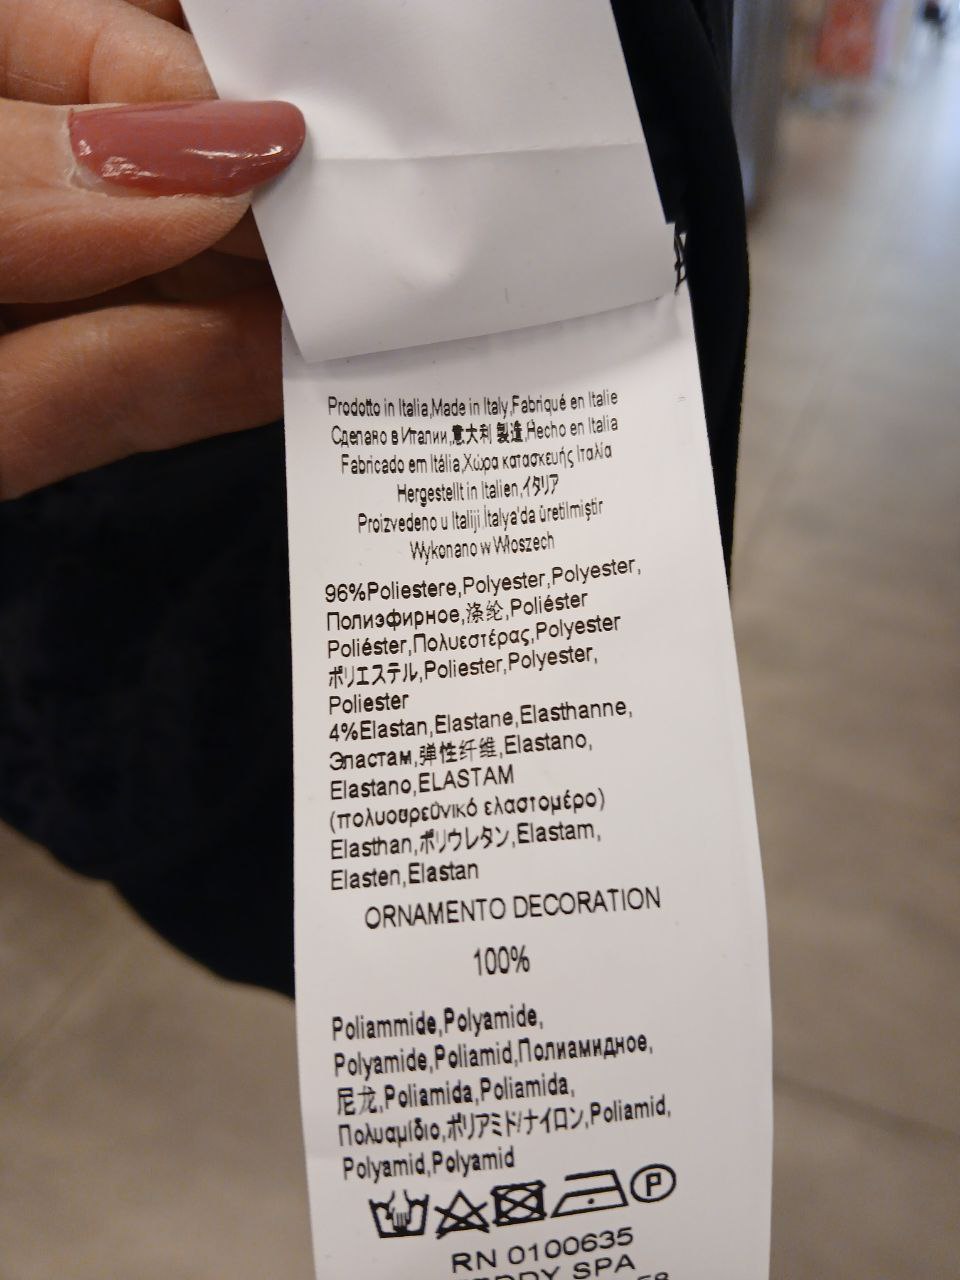 Prodotto in Italia,Made in Italy,Fabriqué en Italie
Сделано в Италии,意大利 製造,Hecho en Italia
Fabricado em Itália,Χώρα κατασκευής Ιταλία
Hergestellt in Italien,イタリア
Proizvedeno u Italiji,İtalya'da üretilmiştir
Wykonano w Włoszech
96%Poliestere,Polyester,Polyester,
Полиэфирное,涤纶,Poliéster
Poliéster,Πολυεστέρας,Polyester
ポリエステル,Poliester,Polyester,
Poliester
4%Elastan,Elastane,Elasthanne,
Эластам,弹性纤维,Elastano,
Elastano,ELASTAM
(πολυουρεθνικό ελαστομέρο)
Elasthan,ポリウレタン,Elastam,
Elasten,Elastan
ORNAMENTO DECORATION
100%
Poliammide,Polyamide,
Polyamide,Poliamid,Полиамидное,
尼龙,Poliamida,Poliamida,
Πολυαμίδιο,ポリアミド/ナイロン,Poliamid,
Polyamid,Polyamid
P
RN 0100635
SPA